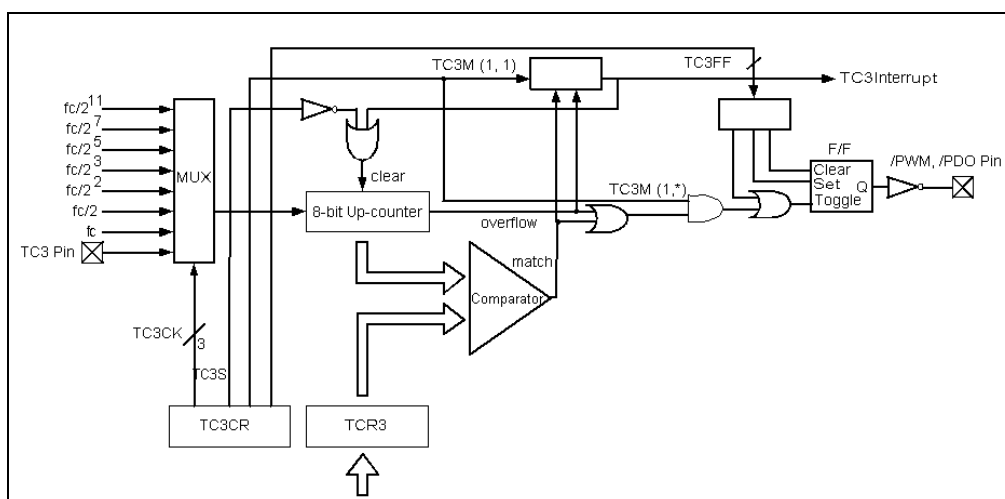 TC3M (1, 1)
TC3FF
TC3Interrupt
fc/2^11
fc/2^7
fc/2^5
fc/2^3
fc/2^2
fc/2
fc
TC3 Pin
MUX
clear
8-bit Up-counter
overflow
TC3M (1,*)
F/F
Clear
Set
Toggle
Q
/PWM, /PDO Pin
match
Comparator
TC3CK
3
TC3S
TC3CR
TCR3